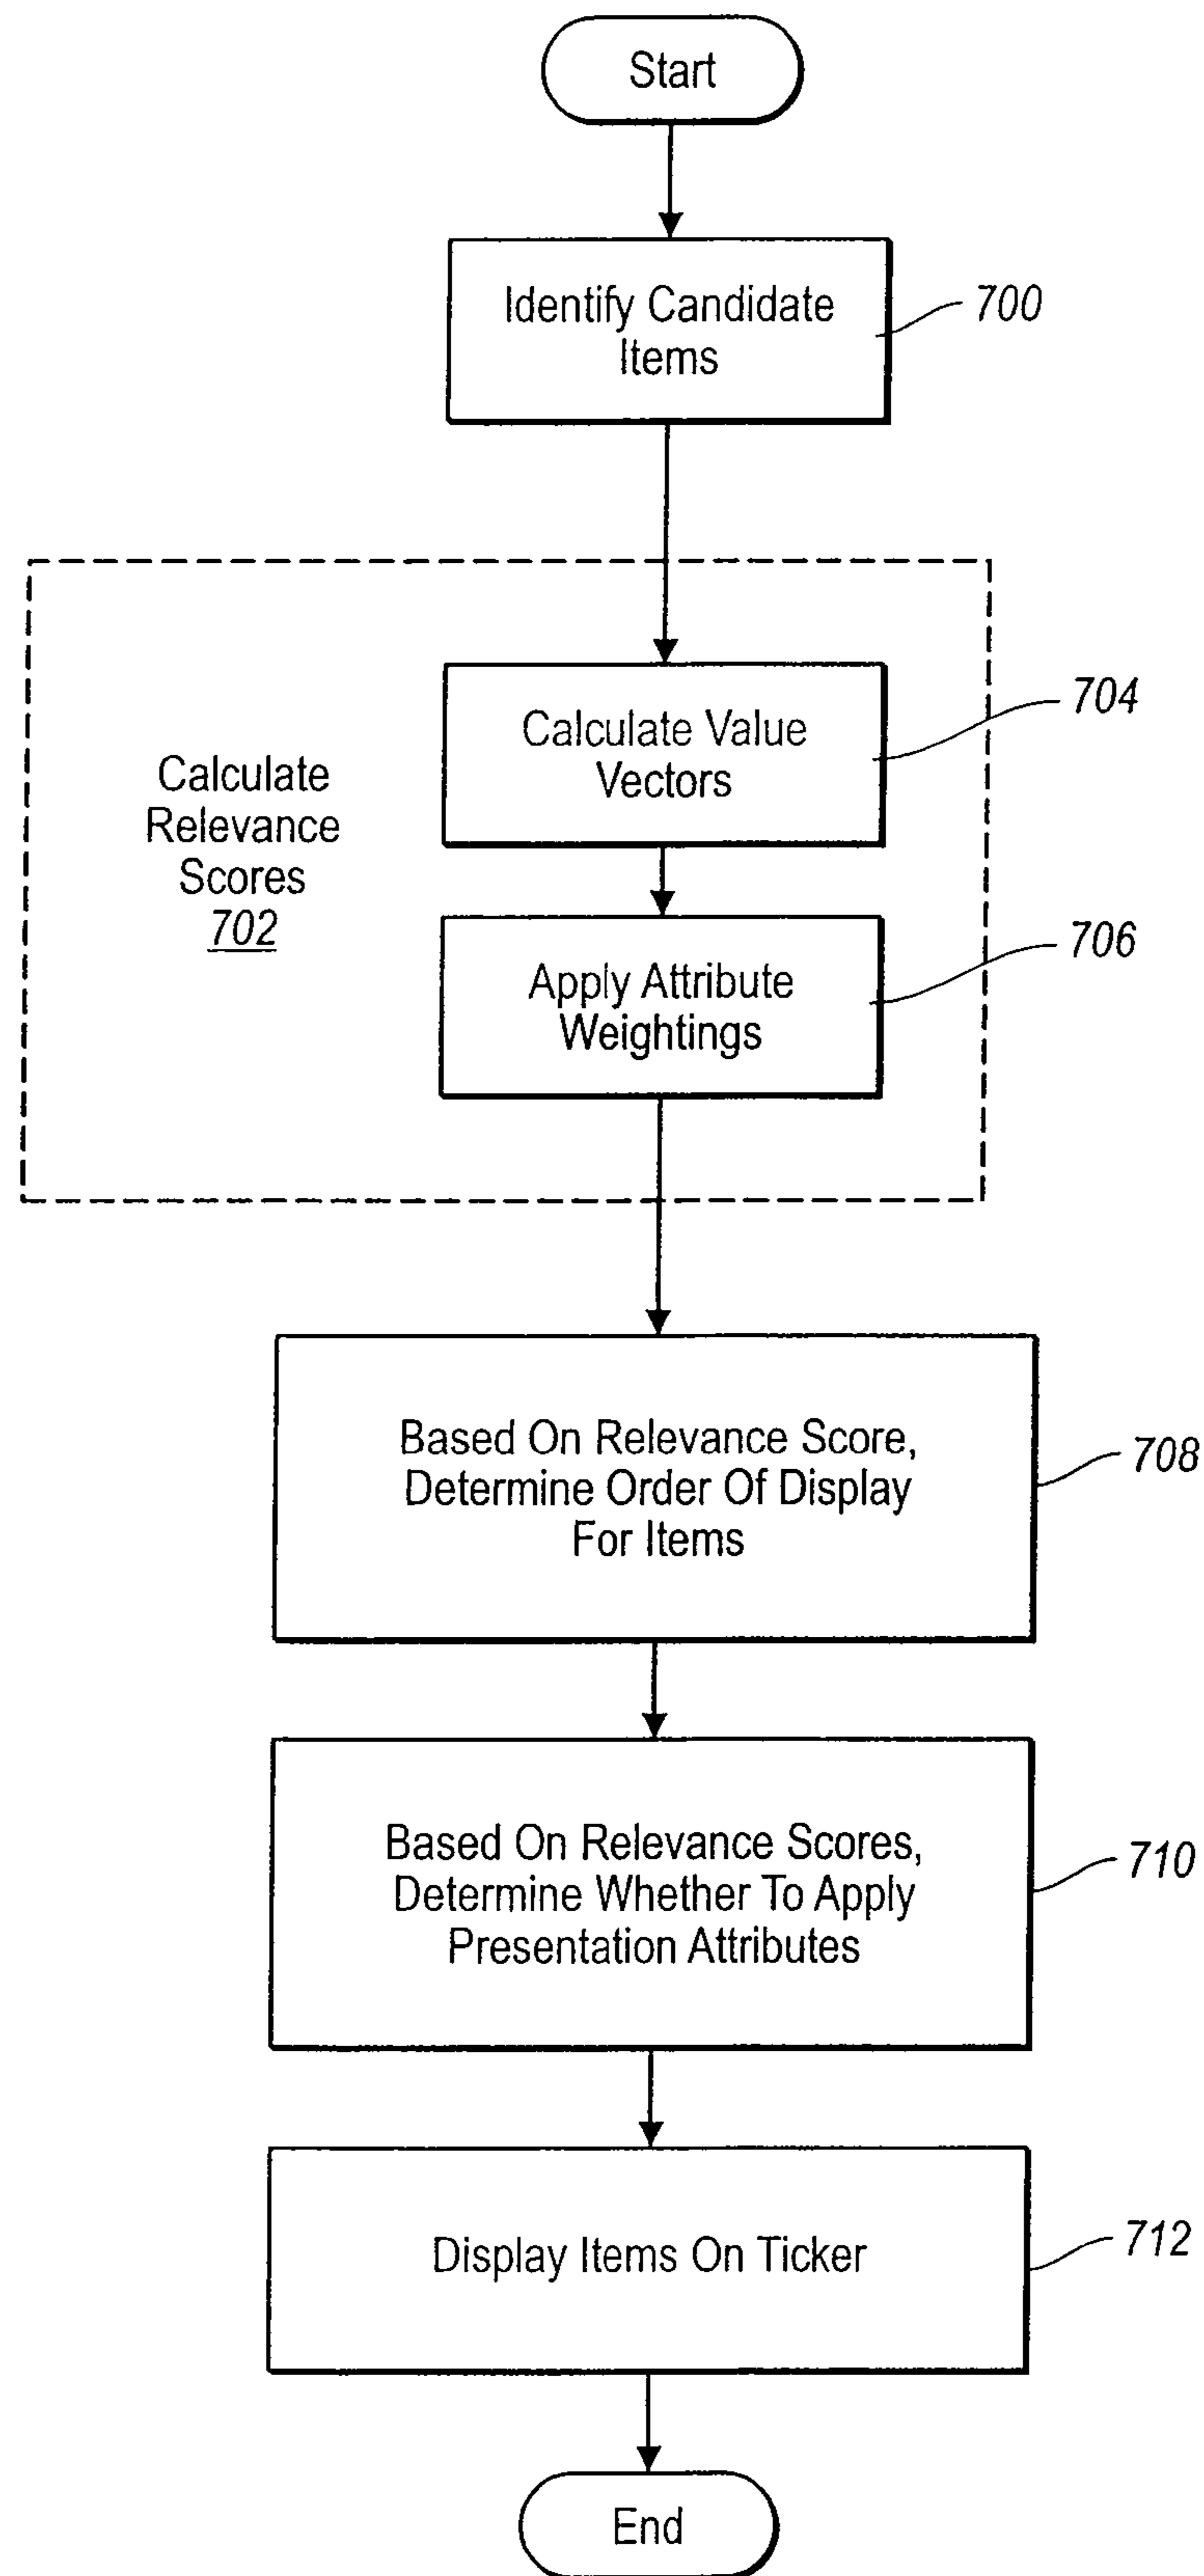 Start
Identify Candidate
Items
700
Calculate
Relevance
Scores
702
Calculate Value
Vectors
704
Apply Attribute
Weightings
706
Based On Relevance Score,
Determine Order Of Display
For Items
708
Based On Relevance Scores,
Determine Whether To Apply
Presentation Attributes
710
Display Items On Ticker
712
End